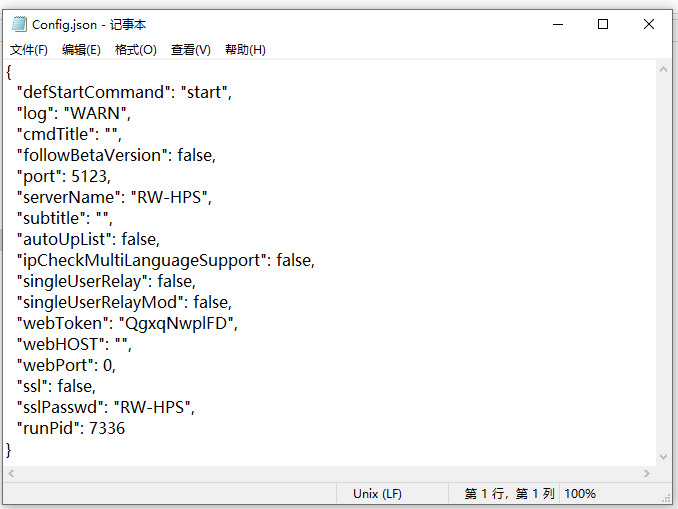 Config.json - 记事本
文件(F) 编辑(E) 格式(O) 查看(V) 帮助(H)
{
  "defStartCommand": "start",
  "log": "WARN",
  "cmdTitle": "",
  "followBetaVersion": false,
  "port": 5123,
  "serverName": "RW-HPS",
  "subtitle": "",
  "autoUpList": false,
  "ipCheckMultiLanguageSupport": false,
  "singleUserRelay": false,
  "singleUserRelayMod": false,
  "webToken": "QgxqNwplFD",
  "webHOST": "",
  "webPort": 0,
  "ssl": false,
  "sslPasswd": "RW-HPS",
  "runPid": 7336
}
Unix (LF) 第 1 行，第 1 列 100%